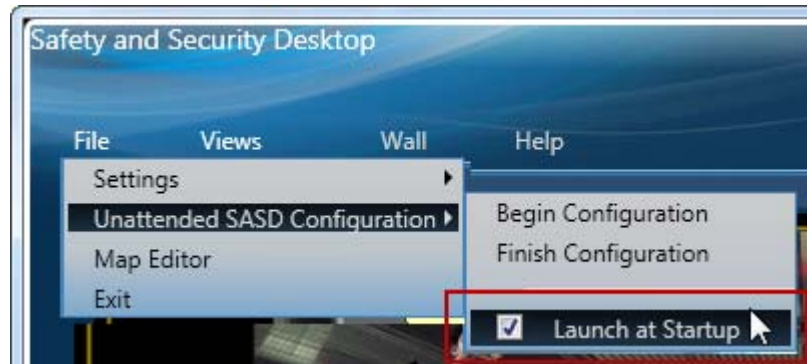 Safety and Security Desktop
File Views Wall Help
Settings
Unattended SASD Configuration
Map Editor
Exit
Begin Configuration
Finish Configuration
Launch at Startup